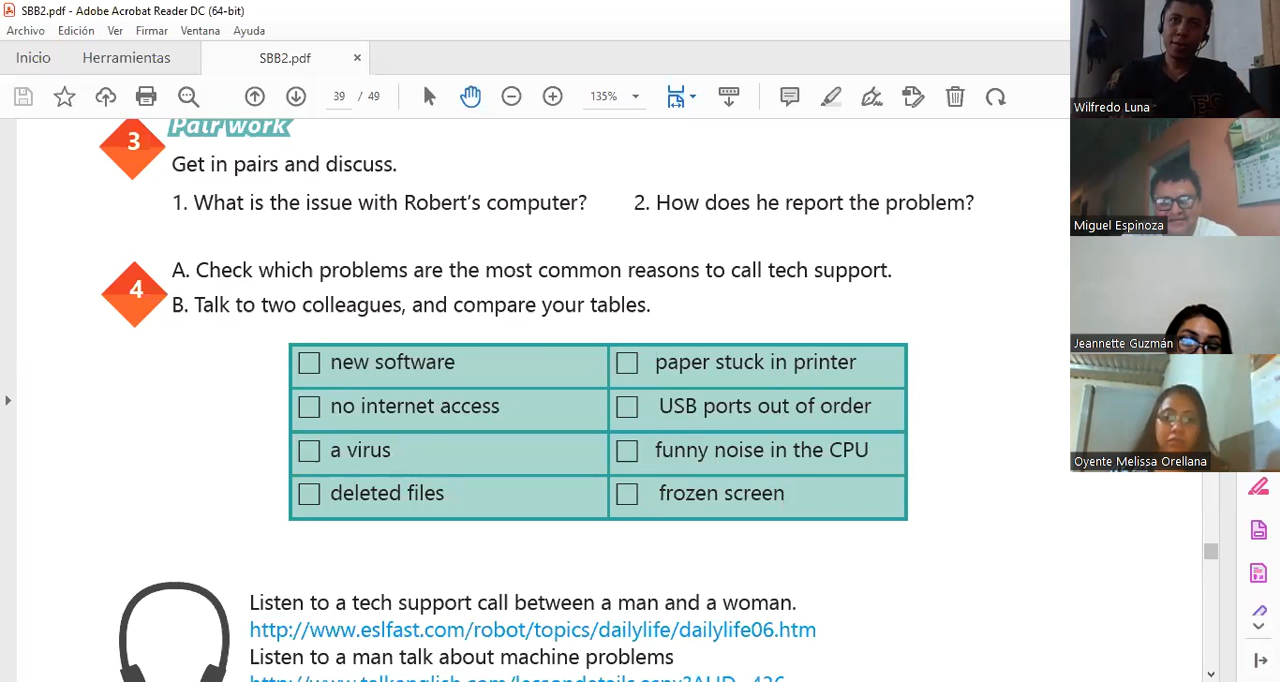 SBB2.pdf - Adobe Acrobat Reader DC (64-bit)
Archivo Edición Ver Firmar Ventana Ayuda
Inicio Herramientas SBB2.pdf ×
39 / 49 135%
3 Pair work
Get in pairs and discuss.
1. What is the issue with Robert's computer? 2. How does he report the problem?
4 A. Check which problems are the most common reasons to call tech support.
B. Talk to two colleagues, and compare your tables.
new software paper stuck in printer
no internet access USB ports out of order
a virus funny noise in the CPU
deleted files frozen screen
Listen to a tech support call between a man and a woman.
http://www.eslfast.com/robot/topics/dailylife/dailylife06.htm
Listen to a man talk about machine problems
Wilfredo Luna
Miguel Espinoza
Jeannette Guzmán
Oyente Melissa Orellana